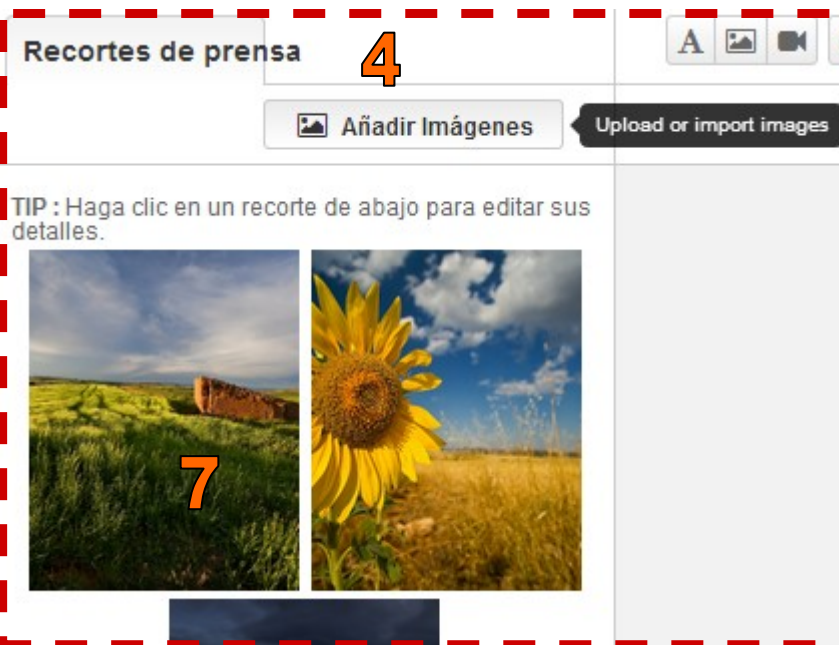 Recortes de prensa
4
A
Añadir Imágenes
Upload or import images
TIP : Haga clic en un recorte de abajo para editar sus
detalles.
7